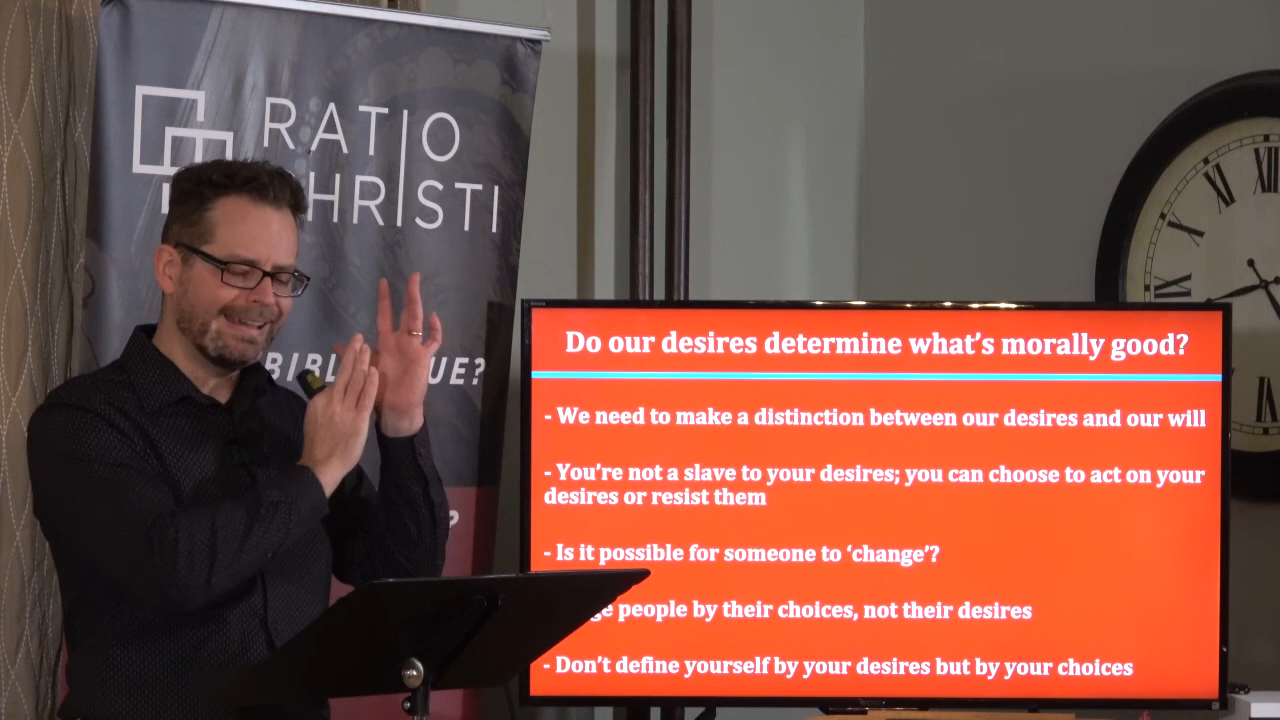 RATIO
CHRISTI
UE?
?
Do our desires determine what's morally good?
- We need to make a distinction between our desires and our will
- You're not a slave to your desires; you can choose to act on your
desires or resist them
- Is it possible for someone to 'change'?
people by their choices, not their desires
- Don't define yourself by your desires but by your choices
XII
XI
X
IX